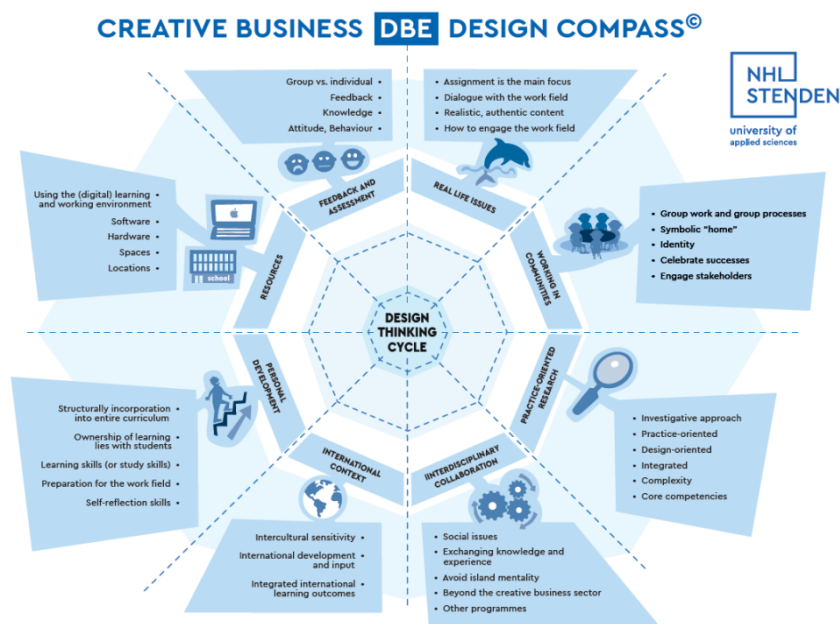 CREATIVE BUSINESS DBE DESIGN COMPASS©
NHL
STENDEN
university of
applied sciences
Group vs. individual •
Feedback •
Knowledge •
Attitude, Behaviour •
FEEDBACK AND
ASSESSMENT
• Assignment is the main focus
• Dialogue with the work field
• Realistic, authentic content
• How to engage the work field
REAL LIFE ISSUES
• Group work and group processes
• Symbolic "home"
• Identity
• Celebrate successes
• Engage stakeholders
WORKING IN
COMMUNITIES
• Investigative approach
• Practice-oriented
• Design-oriented
• Integrated
• Complexity
• Core competencies
PRACTICE-ORIENTED
RESEARCH
INTERDISCIPLINARY
COLLABORATION
• Social issues
• Exchanging knowledge and
experience
• Avoid island mentality
• Beyond the creative business sector
• Other programmes
INTERNATIONAL
CONTEXT
Intercultural sensitivity •
International development •
and input
Integrated international •
learning outcomes
PERSONAL
DEVELOPMENT
Structurally incorporation •
into entire curriculum
Ownership of learning •
lies with students
Learning skills (or study skills) •
Preparation for the work field •
Self-reflection skills •
RESOURCES
Using the (digital) learning •
and working environment
Software •
Hardware •
Spaces •
Locations •
school
DESIGN
THINKING
CYCLE